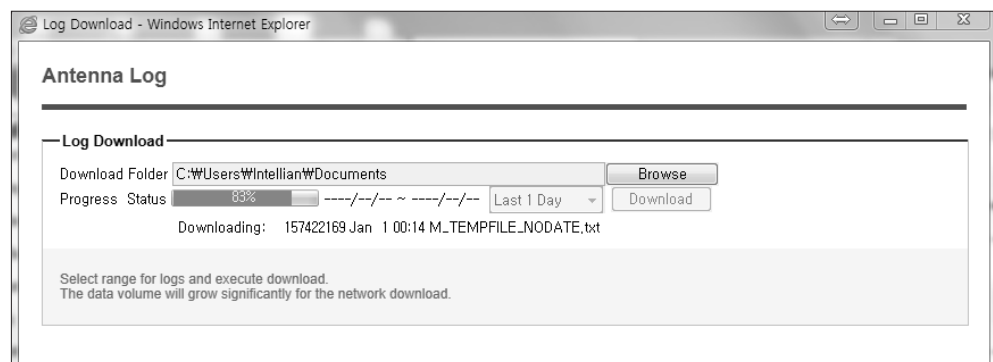 Log Download - Windows Internet Explorer
Antenna Log
Log Download
Download Folder C:₩Users₩Intellian₩Documents Browse
Progress Status 83% ----/--/-- ~ ----/--/-- Last 1 Day Download
Downloading: 157422169 Jan 1 00:14 M_TEMPFILE_NODATE.txt
Select range for logs and execute download.
The data volume will grow significantly for the network download.